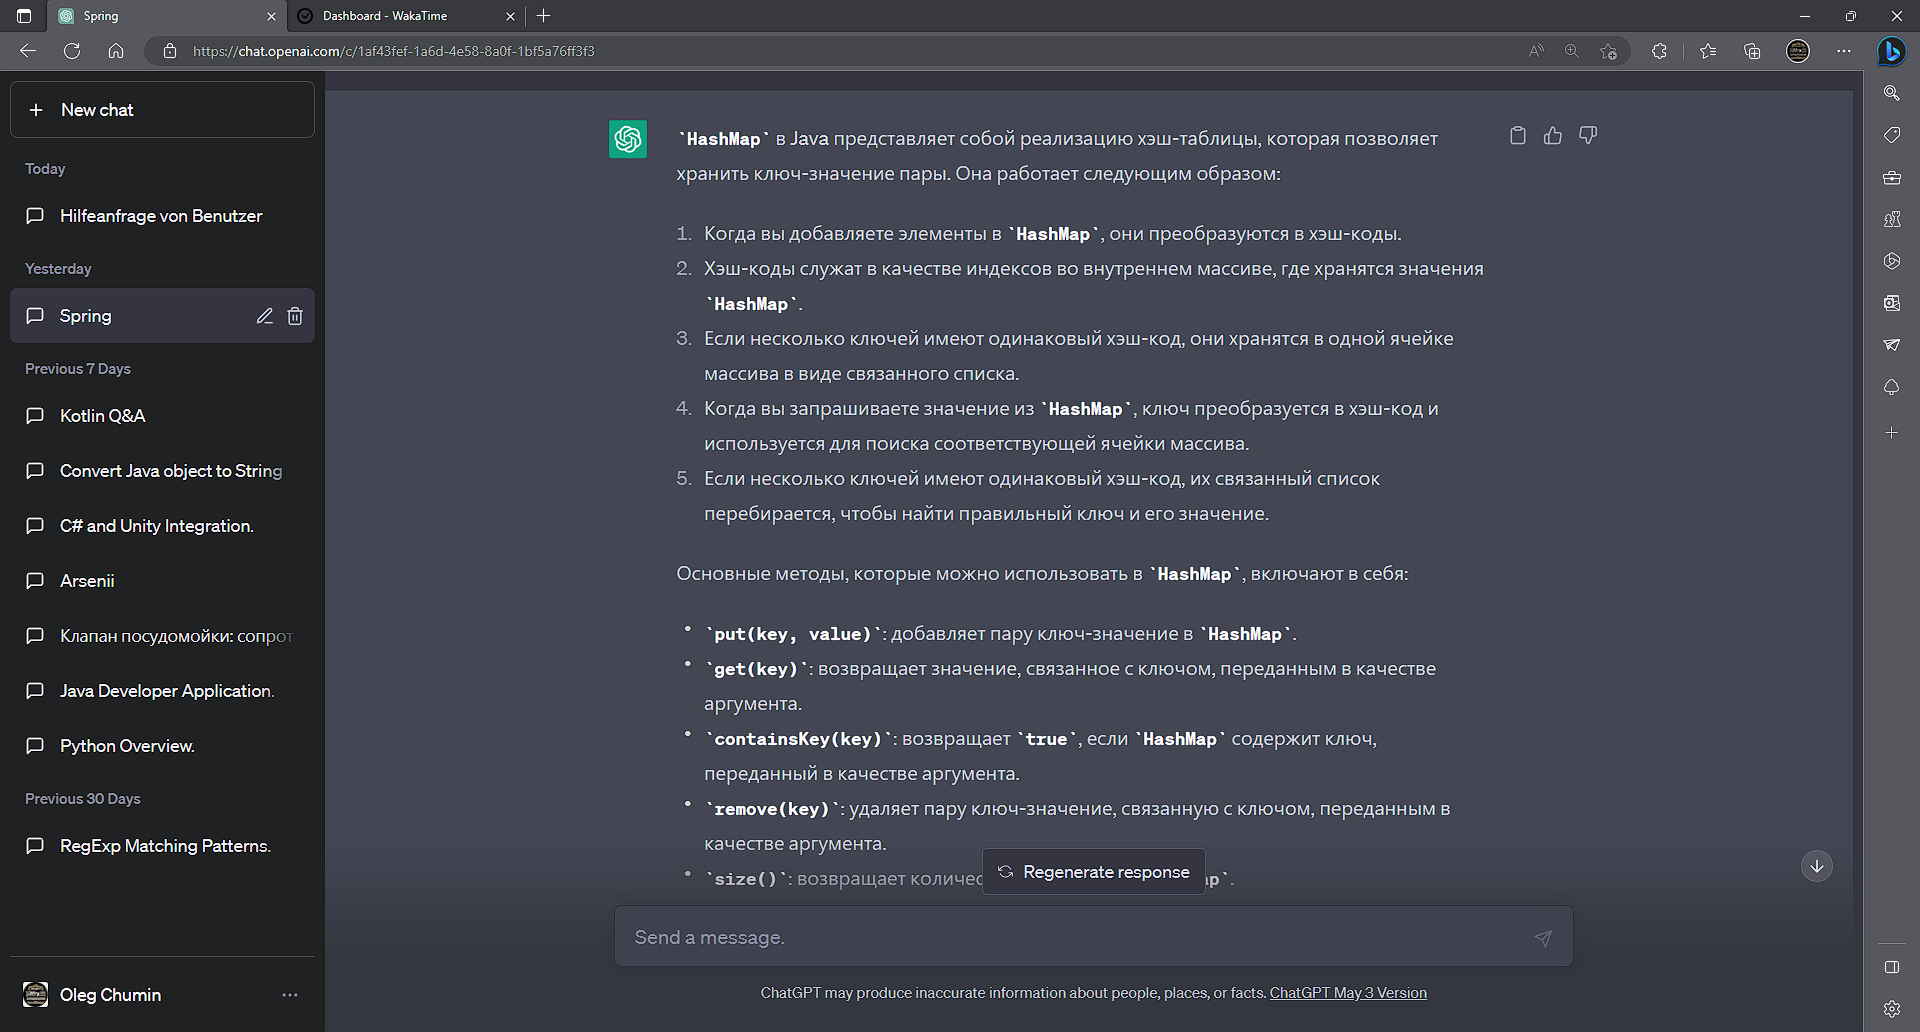 Spring
Dashboard - WakaTime
https://chat.openai.com/c/1af43fef-1a6d-4e58-8a0f-1bf5a76ff3f3
New chat
Today
Hilfeanfrage von Benutzer
Yesterday
Spring
Previous 7 Days
Kotlin Q&A
Convert Java object to String
C# and Unity Integration.
Arsenii
Клапан посудомойки: сопрот
Java Developer Application.
Python Overview.
Previous 30 Days
RegExp Matching Patterns.
Oleg Chumin
`HashMap` в Java представляет собой реализацию хэш-таблицы, которая позволяет
хранить ключ-значение пары. Она работает следующим образом:
1. Когда вы добавляете элементы в `HashMap`, они преобразуются в хэш-коды.
2. Хэш-коды служат в качестве индексов во внутреннем массиве, где хранятся значения
`HashMap`.
3. Если несколько ключей имеют одинаковый хэш-код, они хранятся в одной ячейке
массива в виде связанного списка.
4. Когда вы запрашиваете значение из `HashMap`, ключ преобразуется в хэш-код и
используется для поиска соответствующей ячейки массива.
5. Если несколько ключей имеют одинаковый хэш-код, их связанный список
перебирается, чтобы найти правильный ключ и его значение.
Основные методы, которые можно использовать в `HashMap`, включают в себя:
• `put(key, value)`: добавляет пару ключ-значение в `HashMap`.
• `get(key)`: возвращает значение, связанное с ключом, переданным в качестве
аргумента.
• `containsKey(key)`: возвращает `true`, если `HashMap` содержит ключ,
переданный в качестве аргумента.
• `remove(key)`: удаляет пару ключ-значение, связанную с ключом, переданным в
качестве аргумента.
• `size()`: возвращает количес
ap`.
Regenerate response
Send a message.
ChatGPT may produce inaccurate information about people, places, or facts. ChatGPT May 3 Version